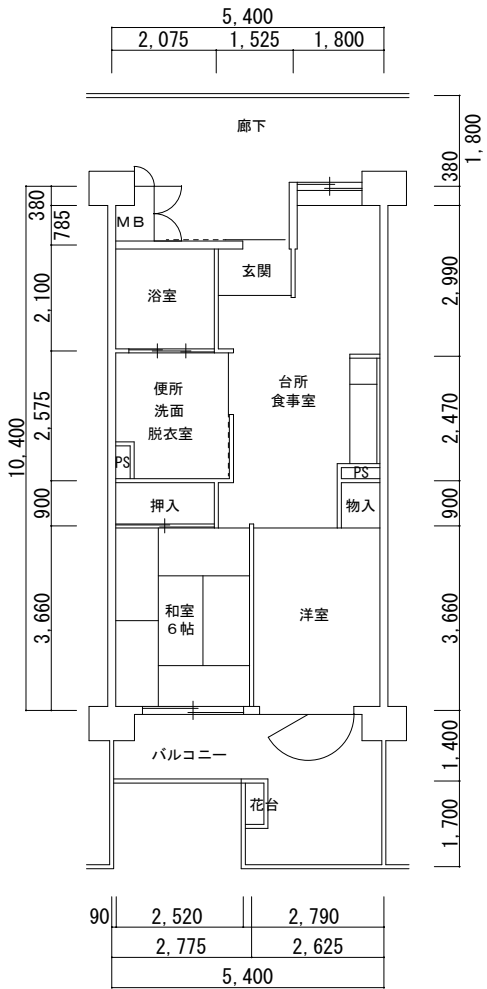 5,400
2,075 1,525 1,800
廊下
380
1,800
380
785
MB
玄関
2,990
2,100
浴室
台所
食事室
便所
洗面
脱衣室
2,575
2,470
10,400
PS
PS
900
押入
物入
900
3,660
和室
6帖
洋室
3,660
バルコニー
1,400
花台
1,700
90 2,520 2,790
2,775 2,625
5,400